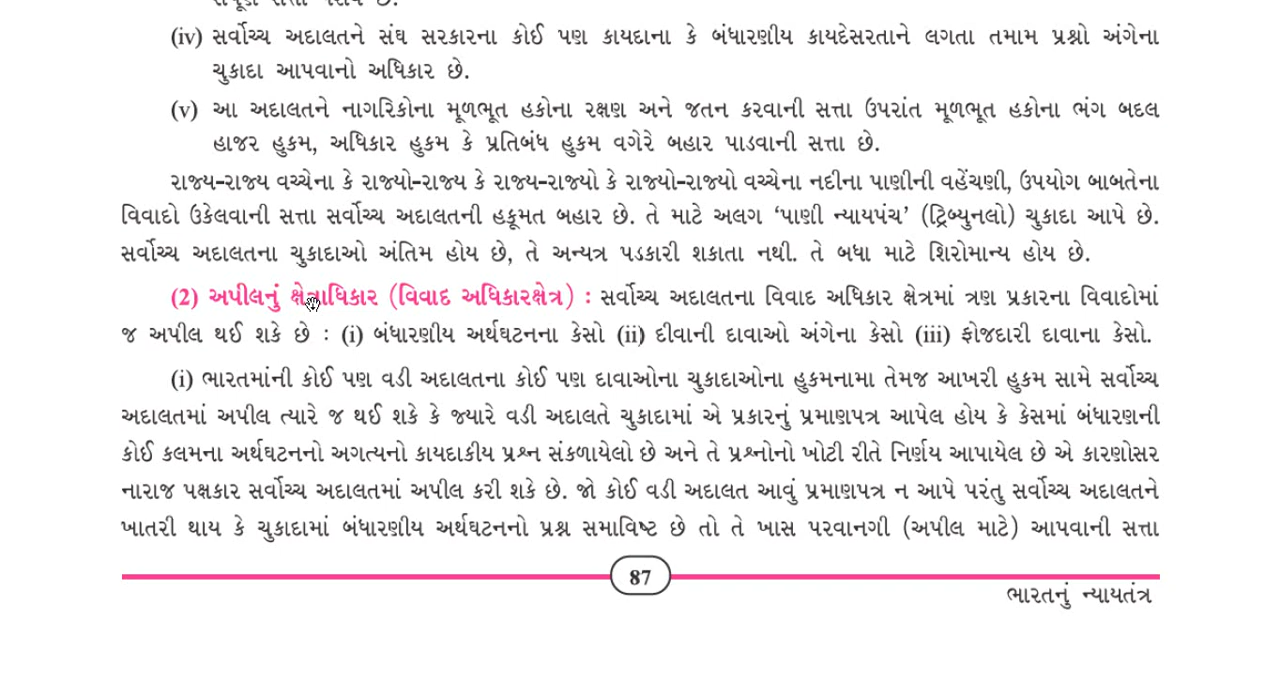 (iv) સર્વોચ્ચ અદાલતને સંઘ સરકારના કોઈ પણ કાયદાના કે બંધારણીય કાયદેસરતાને લગતા તમામ પ્રશ્નો અંગેના
ચુકાદા આપવાનો અધિકાર છે.
(v) આ અદાલતને નાગરિકોના મૂળભૂત હકોના રક્ષણ અને જતન કરવાની સત્તા ઉપરાંત મૂળભૂત હકોના ભંગ બદલ
હાજર હુકમ, અધિકાર હુકમ કે પ્રતિબંધ હુકમ વગેરે બહાર પાડવાની સત્તા છે.
રાજ્ય-રાજ્ય વચ્ચેના કે રાજ્યો-રાજ્ય કે રાજ્ય-રાજ્યો કે રાજ્યો-રાજ્યો વચ્ચેના નદીના પાણીની વહેંચણી, ઉપયોગ બાબતેના
વિવાદો ઉકેલવાની સત્તા સર્વોચ્ચ અદાલતની હકૂમત બહાર છે. તે માટે અલગ ‘પાણી ન્યાયપંચ’ (ટ્રિબ્યુનલો) ચુકાદા આપે છે.
સર્વોચ્ચ અદાલતના ચુકાદાઓ અંતિમ હોય છે, તે અન્યત્ર પડકારી શકાતા નથી. તે બધા માટે શિરોમાન્ય હોય છે.
(2) અપીલનું ક્ષેત્રાધિકાર (વિવાદ અધિકારક્ષેત્ર) : સર્વોચ્ચ અદાલતના વિવાદ અધિકાર ક્ષેત્રમાં ત્રણ પ્રકારના વિવાદોમાં
જ અપીલ થઈ શકે છે : (i) બંધારણીય અર્થઘટનના કેસો (ii) દીવાની દાવાઓ અંગેના કેસો (iii) ફોજદારી દાવાના કેસો.
(i) ભારતમાંની કોઈ પણ વડી અદાલતના કોઈ પણ દાવાઓના ચુકાદાઓના હુકમનામા તેમજ આખરી હુકમ સામે સર્વોચ્ચ
અદાલતમાં અપીલ ત્યારે જ થઈ શકે કે જ્યારે વડી અદાલતે ચુકાદામાં એ પ્રકારનું પ્રમાણપત્ર આપેલ હોય કે કેસમાં બંધારણની
કોઈ કલમના અર્થઘટનનો અગત્યનો કાયદાકીય પ્રશ્ન સંકળાયેલો છે અને તે પ્રશ્નોનો ખોટી રીતે નિર્ણય આપાયેલ છે એ કારણોસર
નારાજ પક્ષકાર સર્વોચ્ચ અદાલતમાં અપીલ કરી શકે છે. જો કોઈ વડી અદાલત આવું પ્રમાણપત્ર ન આપે પરંતુ સર્વોચ્ચ અદાલતને
ખાતરી થાય કે ચુકાદામાં બંધારણીય અર્થઘટનનો પ્રશ્ન સમાવિષ્ટ છે તો તે ખાસ પરવાનગી (અપીલ માટે) આપવાની સત્તા
87
ભારતનું ન્યાયતંત્ર